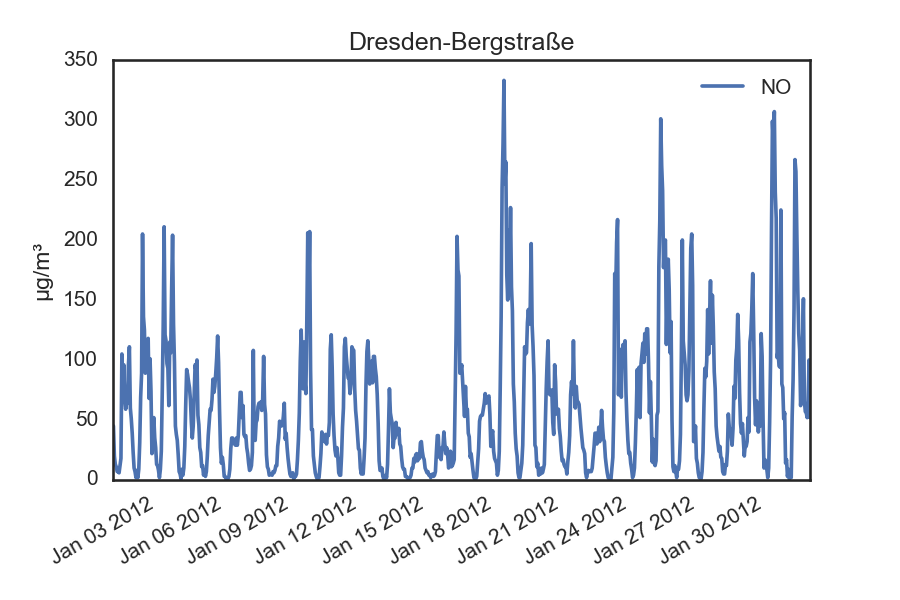 Dresden-Bergstraße
350
300
250
200
150
100
50
0
µg/m³
NO
Jan 03 2012
Jan 06 2012
Jan 09 2012
Jan 12 2012
Jan 15 2012
Jan 18 2012
Jan 21 2012
Jan 24 2012
Jan 27 2012
Jan 30 2012